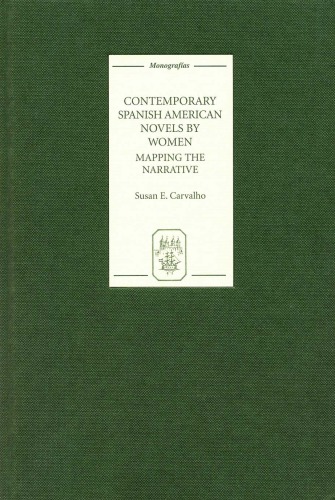 Monografías
CONTEMPORARY
SPANISH AMERICAN
NOVELS BY
WOMEN
MAPPING THE
NARRATIVE
Susan E. Carvalho